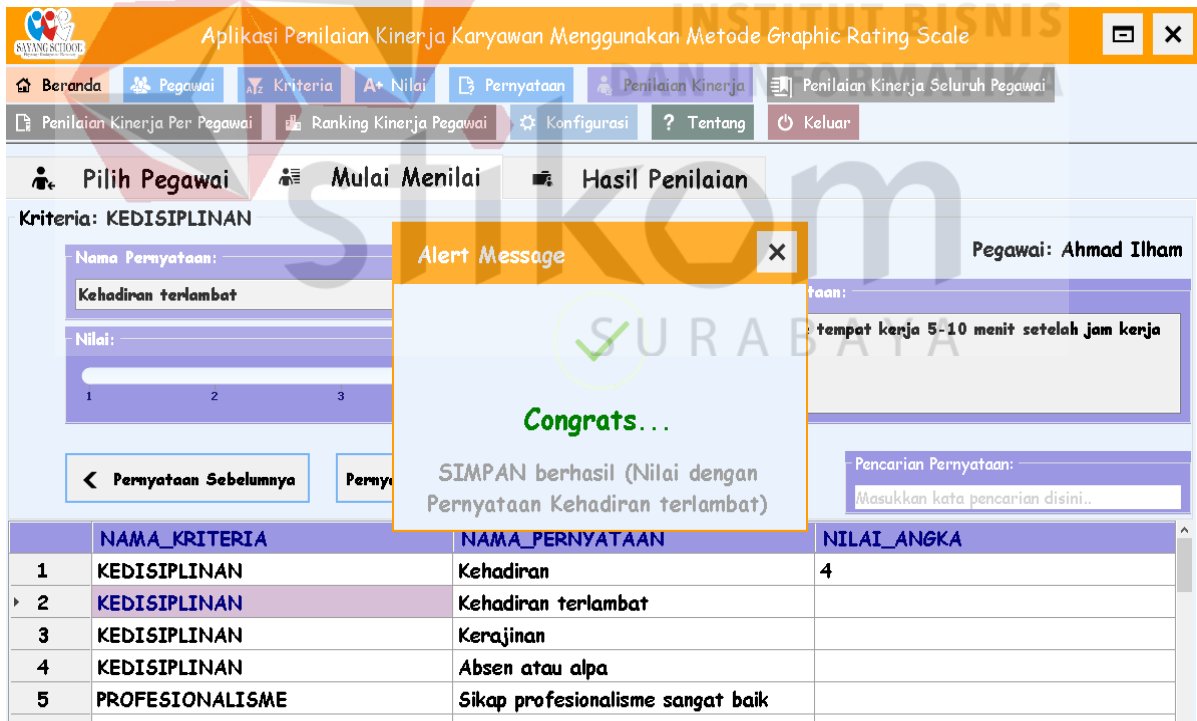 INSTITUT BISNIS
DAN INFORMATIKA
stikom
SURABAYA
SAYANG SCHOOL
Aplikasi Penilaian Kinerja Karyawan Menggunakan Metode Graphic Rating Scale
Beranda
Pegawai
Kriteria
A+ Nilai
Pernyataan
Penilaian Kinerja
Penilaian Kinerja Seluruh Pegawai
Penilaian Kinerja Per Pegawai
Ranking Kinerja Pegawai
Konfigurasi
? Tentang
Keluar
Pilih Pegawai
Mulai Menilai
Hasil Penilaian
Kriteria: KEDISIPLINAN
Pegawai: Ahmad Ilham
Nama Pernyataan:
Kehadiran terlambat
Nilai:
1 2 3
taan:
tempat kerja 5-10 menit setelah jam kerja
Alert Message
Congrats...
SIMPAN berhasil (Nilai dengan
Pernyataan Kehadiran terlambat)
< Pernyataan Sebelumnya
Perny
Pencarian Pernyataan:
Masukkan kata pencarian disini..
NAMA_KRITERIA NAMA_PERNYATAAN NILAI_ANGKA
1 KEDISIPLINAN Kehadiran 4
2 KEDISIPLINAN Kehadiran terlambat
3 KEDISIPLINAN Kerajinan
4 KEDISIPLINAN Absen atau alpa
5 PROFESIONALISME Sikap profesionalisme sangat baik